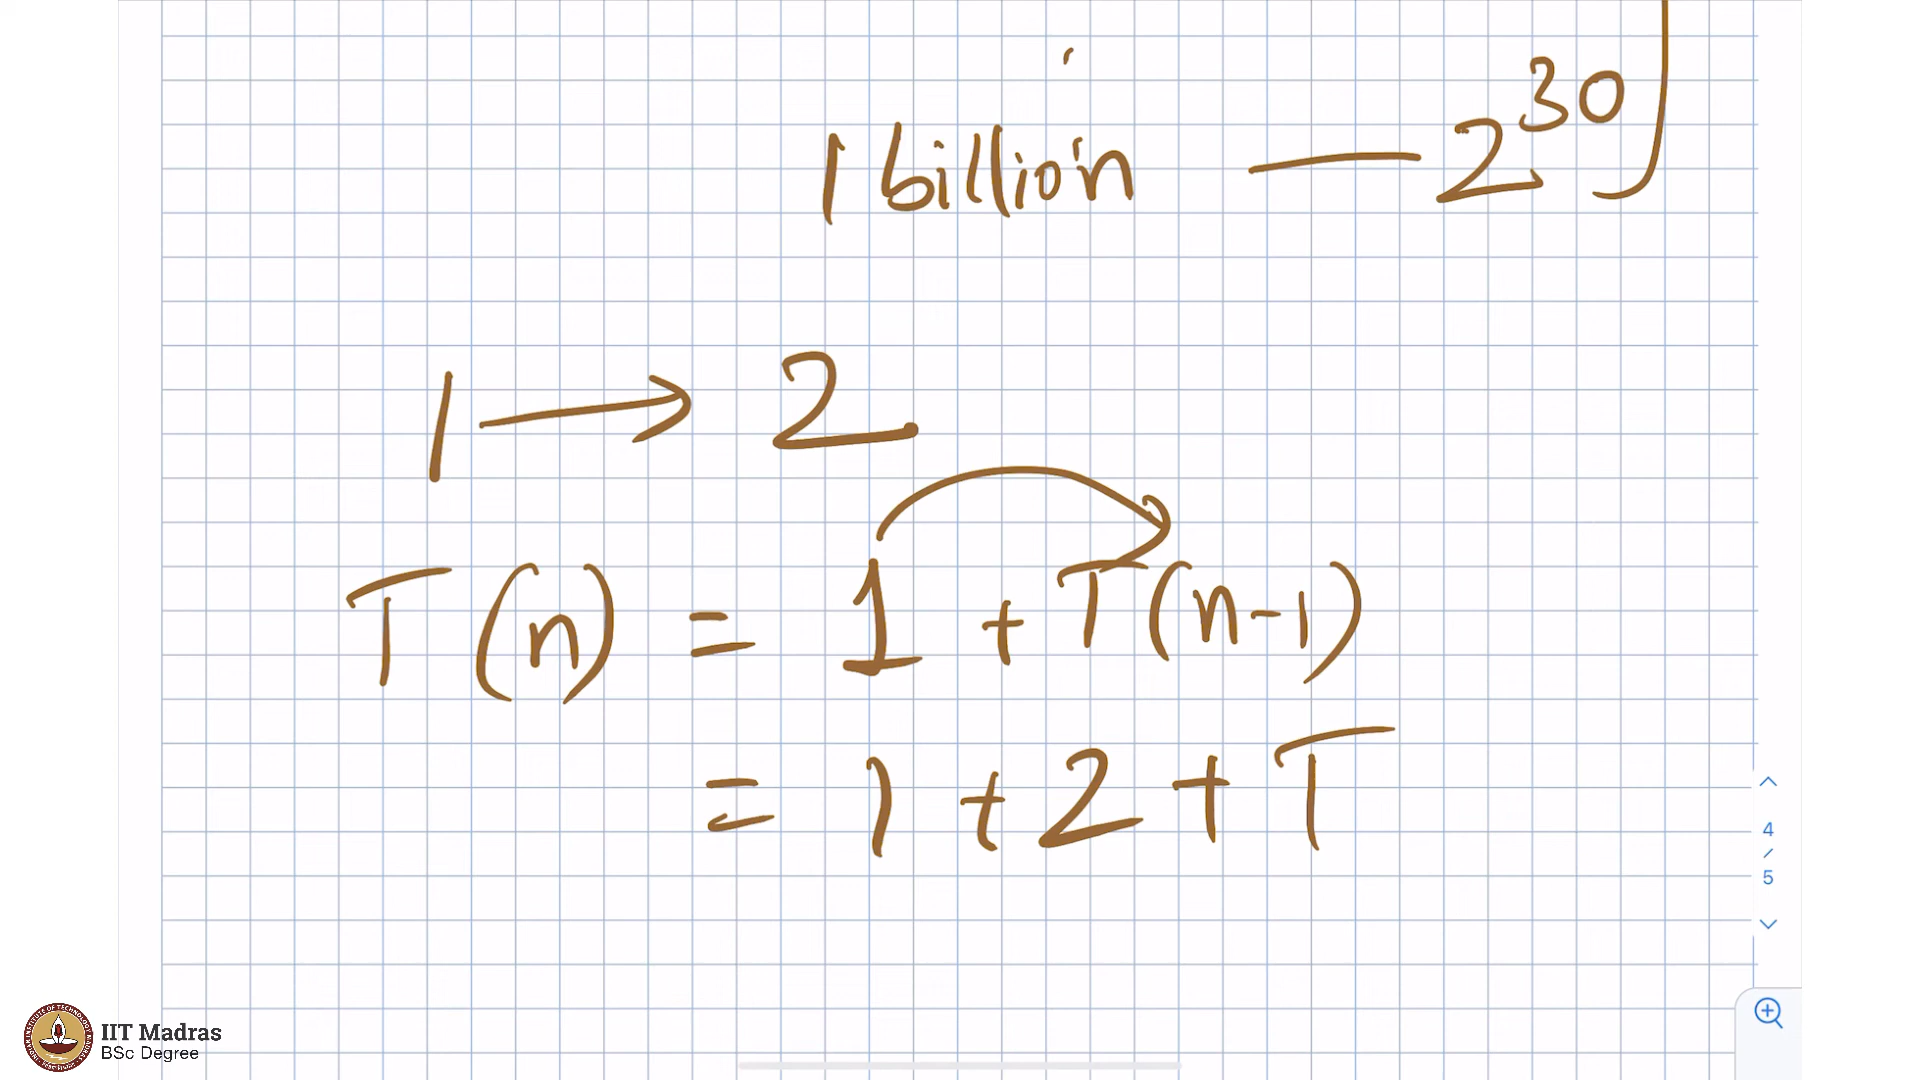 1 billion — 2^30
1 → 2
T(n) = 1 + T(n-1)
= 1 + 2 + T
4
/
5
IIT Madras
BSc Degree